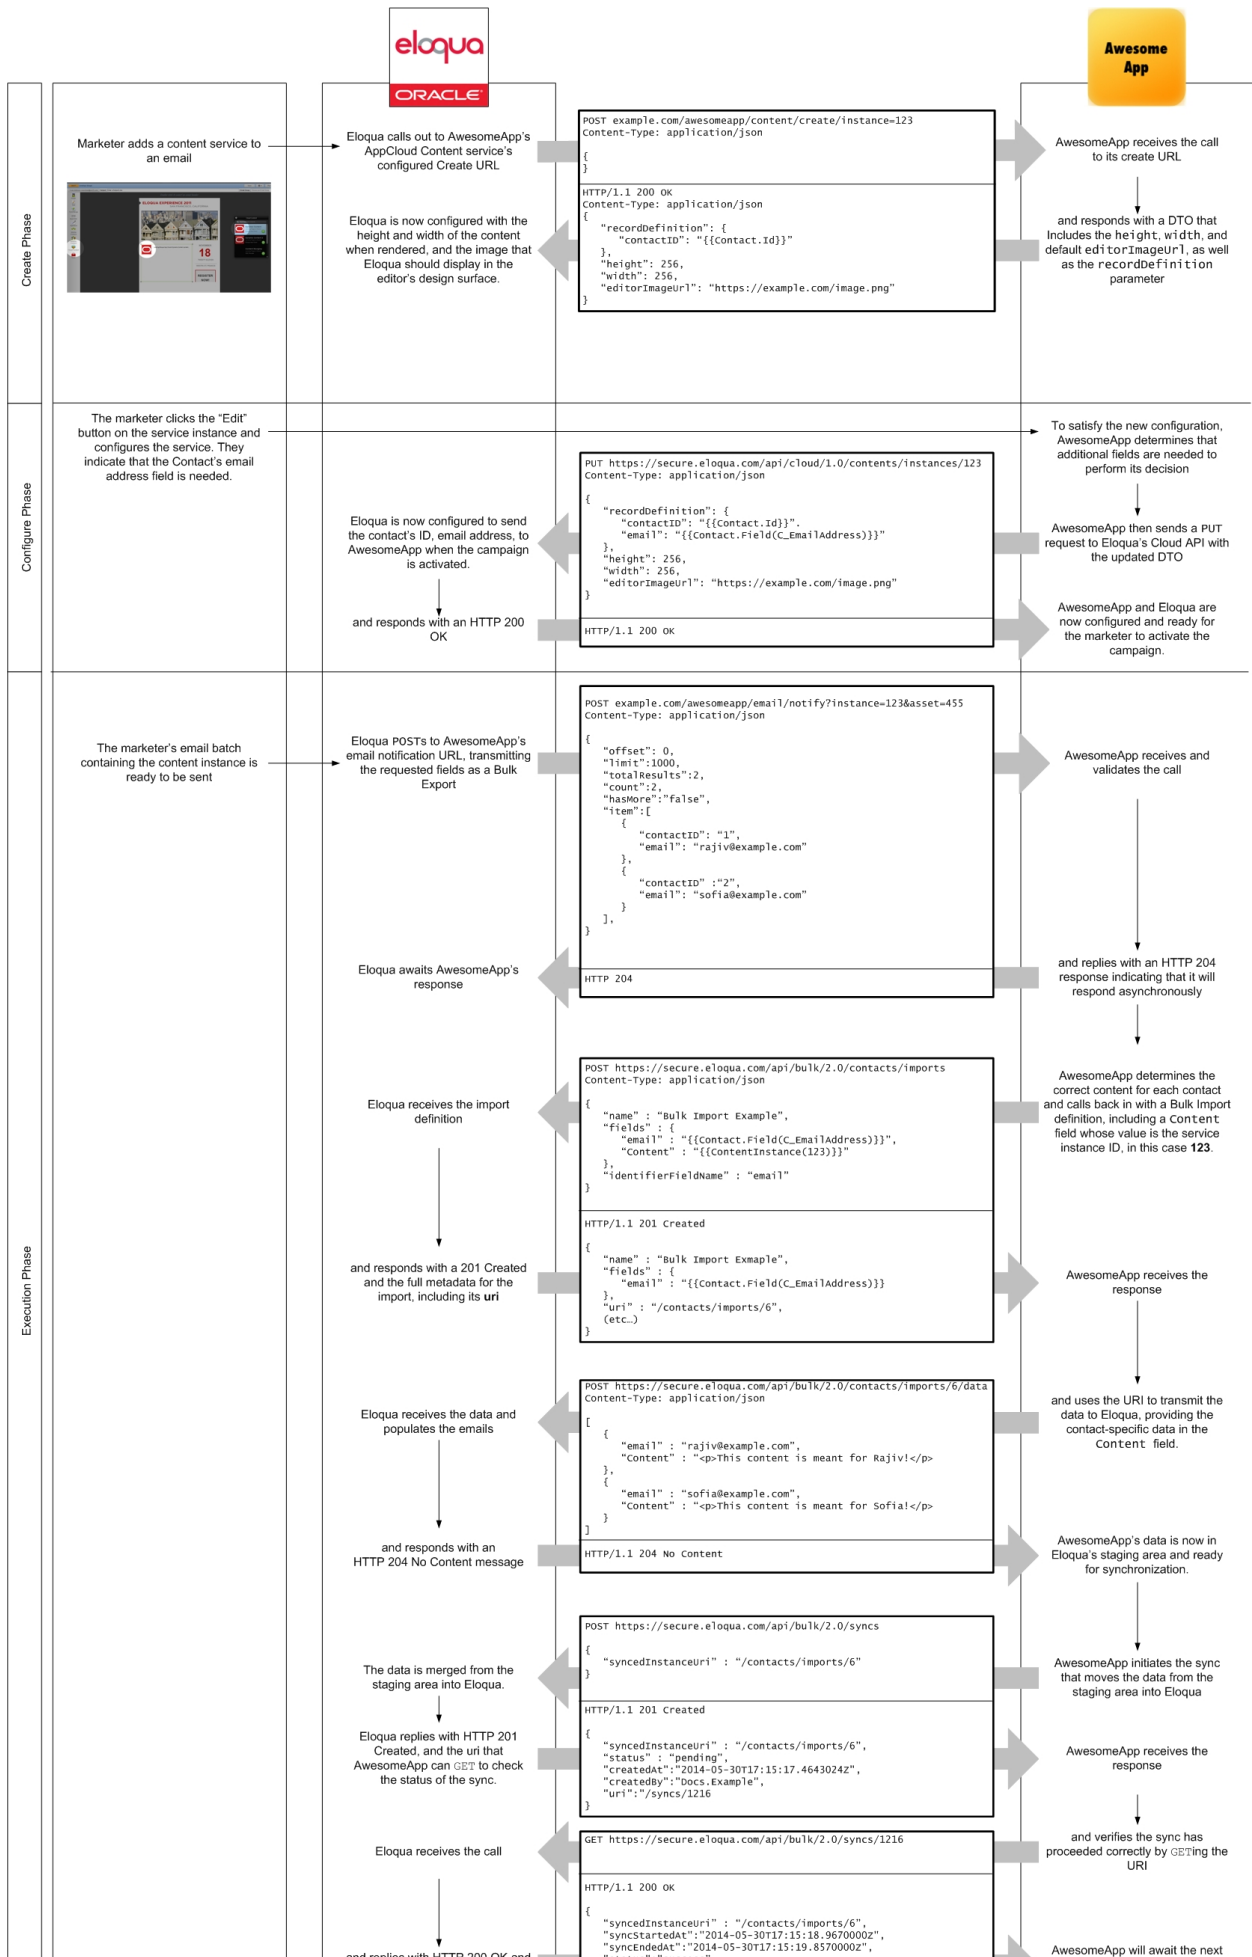 eloqua
ORACLE
Awesome
App
Create Phase
Marketer adds a content service to
an email
ELOQUA EXPERIENCE 2011
18
Eloqua calls out to AwesomeApp's
AppCloud Content service's
configured Create URL
POST example.com/awesomeapp/content/create/instance=123
Content-Type: application/json
{
}
AwesomeApp receives the call
to its create URL
HTTP/1.1 200 OK
Content-Type: application/json
{
"recordDefinition": {
"contactID": "{{Contact.Id}}"
},
"height": 256,
"width": 256,
"editorImageUrl": "https://example.com/image.png"
}
and responds with a DTO that
Includes the height, width, and
default editorImageUrl, as well
as the recordDefinition
parameter
Eloqua is now configured with the
height and width of the content
when rendered, and the image that
Eloqua should display in the
editor's design surface.
Configure Phase
The marketer clicks the “Edit”
button on the service instance and
configures the service. They
indicate that the Contact's email
address field is needed.
To satisfy the new configuration,
AwesomeApp determines that
additional fields are needed to
perform its decision
AwesomeApp then sends a PUT
request to Eloqua's Cloud API with
the updated DTO
PUT https://secure.eloqua.com/api/cloud/1.0/contents/instances/123
Content-Type: application/json
{
"recordDefinition": {
"contactID": "{{Contact.Id}}".
"email": "{{Contact.Field(C_EmailAddress)}}"
},
"height": 256,
"width": 256,
"editorImageUrl": "https://example.com/image.png"
}
Eloqua is now configured to send
the contact's ID, email address, to
AwesomeApp when the campaign
is activated.
and responds with an HTTP 200
OK
HTTP/1.1 200 OK
AwesomeApp and Eloqua are
now configured and ready for
the marketer to activate the
campaign.
Execution Phase
The marketer's email batch
containing the content instance is
ready to be sent
Eloqua POSTs to AwesomeApp's
email notification URL, transmitting
the requested fields as a Bulk
Export
POST example.com/awesomeapp/email/notify?instance=123&asset=455
Content-Type: application/json
{
"offset": 0,
"limit":1000,
"totalResults":2,
"count":2,
"hasMore":"false",
"item":[
{
"contactID": "1",
"email": "rajiv@example.com"
},
{
"contactID" :"2",
"email": "sofia@example.com"
}
],
}
AwesomeApp receives and
validates the call
and replies with an HTTP 204
response indicating that it will
respond asynchronously
HTTP 204
Eloqua awaits AwesomeApp's
response
AwesomeApp determines the
correct content for each contact
and calls back in with a Bulk Import
definition, including a Content
field whose value is the service
instance ID, in this case 123.
POST https://secure.eloqua.com/api/bulk/2.0/contacts/imports
Content-Type: application/json
{
"name" : "Bulk Import Example",
"fields" : {
"email" : "{{Contact.Field(C_EmailAddress)}}",
"Content" : "{{ContentInstance(123)}}"
},
"identifierFieldName" : "email"
}
Eloqua receives the import
definition
and responds with a 201 Created
and the full metadata for the
import, including its uri
HTTP/1.1 201 Created
{
"name" : "Bulk Import Exmaple",
"fields" : {
"email" : "{{Contact.Field(C_EmailAddress)}}
},
"uri" : "/contacts/imports/6",
(etc…)
}
AwesomeApp receives the
response
and uses the URI to transmit the
data to Eloqua, providing the
contact-specific data in the
Content field.
POST https://secure.eloqua.com/api/bulk/2.0/contacts/imports/6/data
Content-Type: application/json
[
{
"email" : "rajiv@example.com",
"Content" : "<p>This content is meant for Rajiv!</p>
},
{
"email" : "sofia@example.com",
"Content" : "<p>This content is meant for Sofia!</p>
}
]
Eloqua receives the data and
populates the emails
and responds with an
HTTP 204 No Content message
HTTP/1.1 204 No Content
AwesomeApp's data is now in
Eloqua's staging area and ready
for synchronization.
AwesomeApp initiates the sync
that moves the data from the
staging area into Eloqua
POST https://secure.eloqua.com/api/bulk/2.0/syncs
{
"syncedInstanceUri" : "/contacts/imports/6"
}
The data is merged from the
staging area into Eloqua.
Eloqua replies with HTTP 201
Created, and the uri that
AwesomeApp can GET to check
the status of the sync.
HTTP/1.1 201 Created
{
"syncedInstanceUri" : "/contacts/imports/6",
"status" : "pending",
"createdAt":"2014-05-30T17:15:17.4643024Z",
"createdBy":"Docs.Example",
"uri":"/syncs/1216
}
AwesomeApp receives the
response
and verifies the sync has
proceeded correctly by GETing the
URI
GET https://secure.eloqua.com/api/bulk/2.0/syncs/1216
Eloqua receives the call
HTTP/1.1 200 OK
{
"syncedInstanceUri" : "/contacts/imports/6",
"syncStartedAt":"2014-05-30T17:15:18.9670000Z",
"syncEndedAt":"2014-05-30T17:15:19.8570000Z",
and replies with HTTP 200 OK and
AwesomeApp will await the next